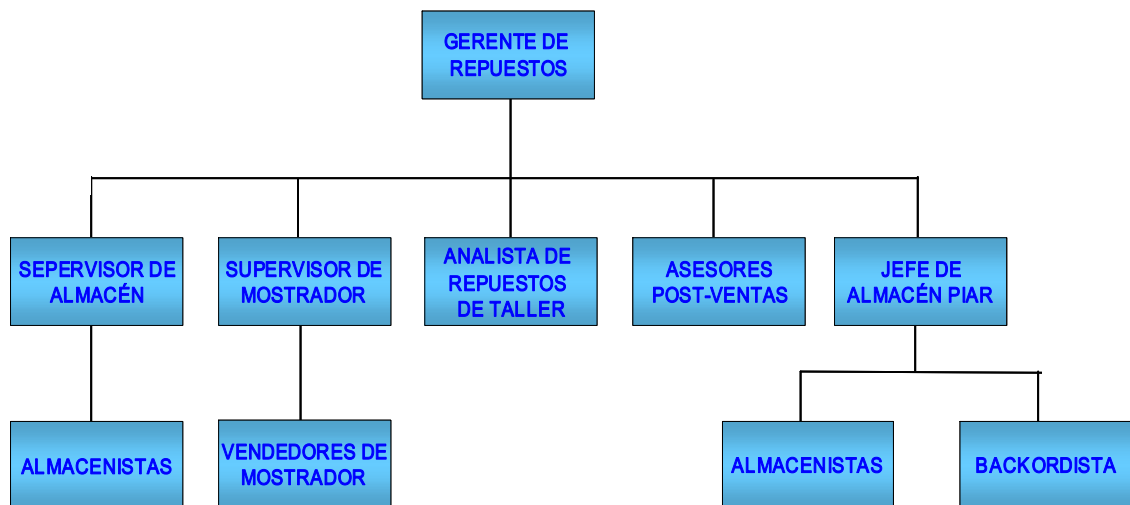 GERENTE DE
REPUESTOS
SEPERVISOR DE
ALMACÉN
SUPERVISOR DE
MOSTRADOR
ANALISTA DE
REPUESTOS
DE TALLER
ASESORES
POST-VENTAS
JEFE DE
ALMACÉN PIAR
ALMACENISTAS
VENDEDORES DE
MOSTRADOR
ALMACENISTAS
BACKORDISTA